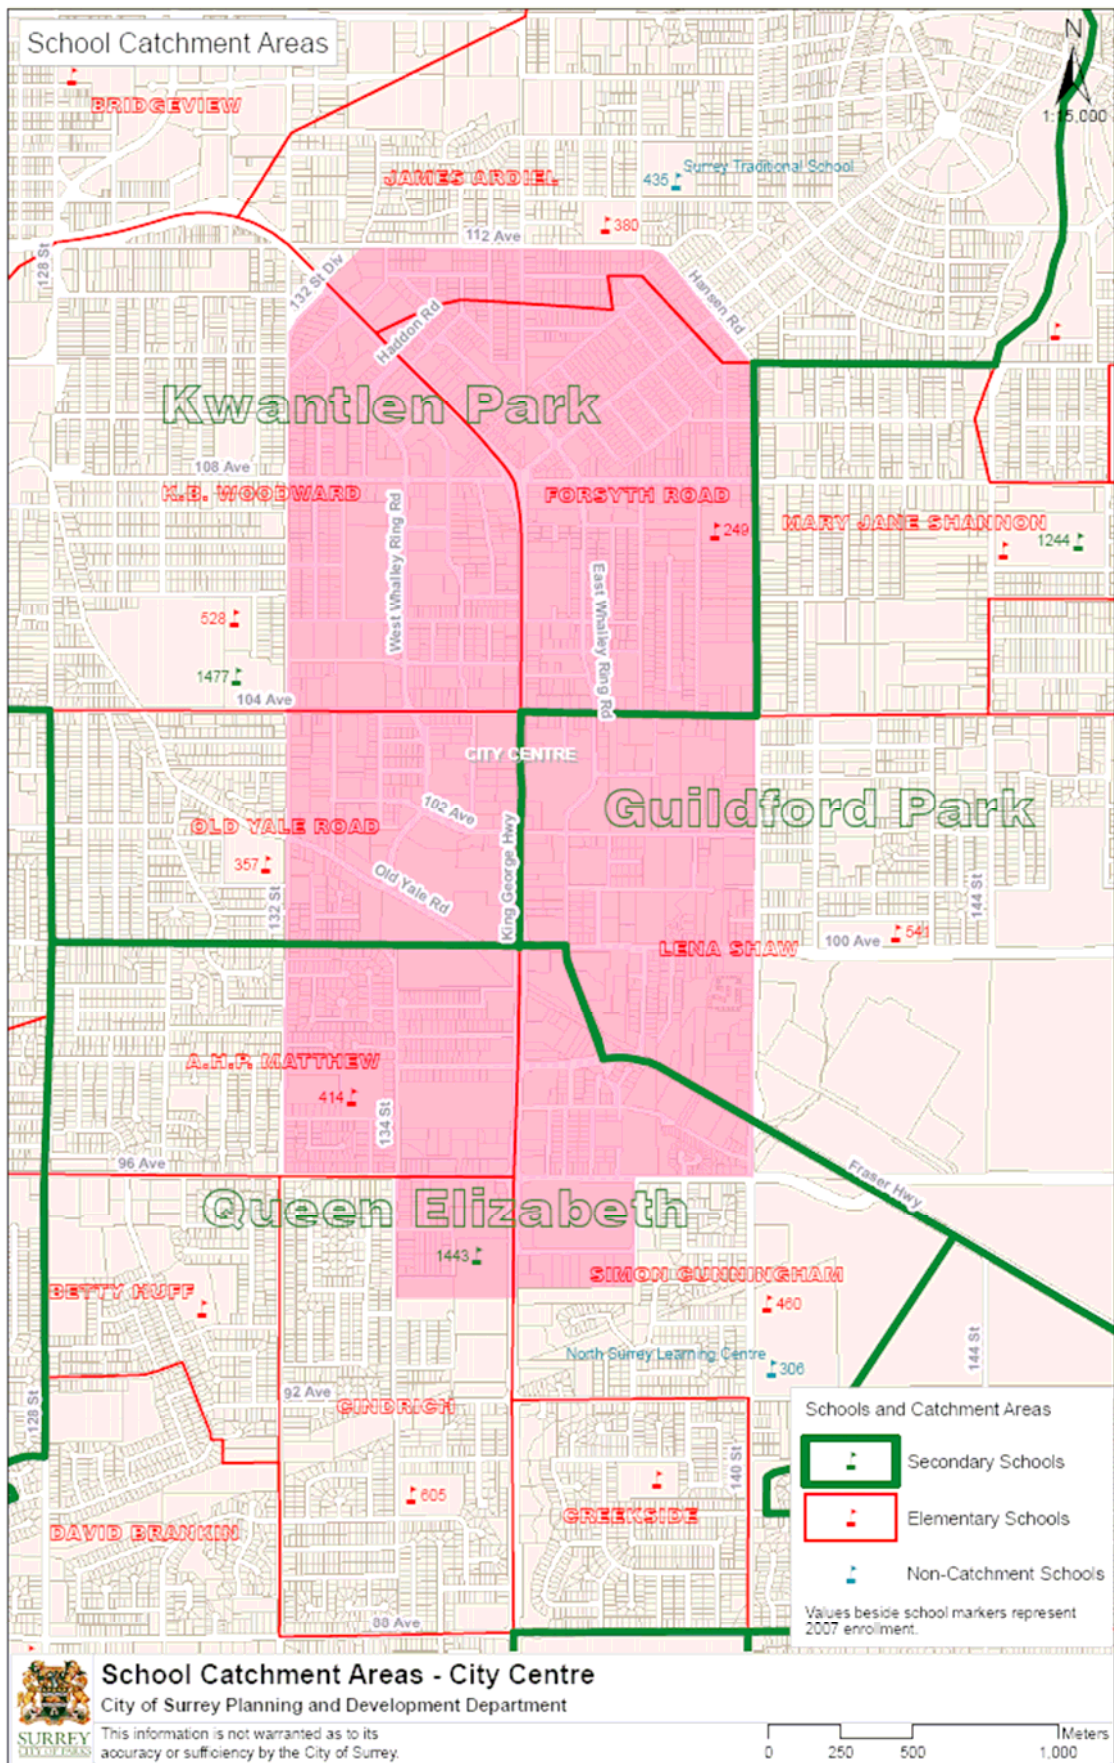 School Catchment Areas
N
1:15,000
BRIDGEVIEW
JAMES ARDIEL
435
Surrey Traditional School
380
112 Ave
128 St
132 St Div
Hansen Rd
Haddon Rd
Kwantlen Park
108 Ave
K.B. WOODWARD
FORSYTH ROAD
249
MARY JANE SHANNON
1244
West Whalley Ring Rd
East Whalley Ring Rd
528
1477
104 Ave
CITY CENTRE
102 Ave
Guildford Park
OLD YALE ROAD
357
Old Yale Rd
King George Hwy
132 St
144 St
541
100 Ave
LENA SHAW
A.H.P. MATTHEW
414
134 St
96 Ave
Fraser Hwy
Queen Elizabeth
1443
BETTY HUFF
SIMON CUNNINGHAM
460
North Surrey Learning Centre
306
144 St
128 St
92 Ave
CINDRICH
140 St
605
CREEKSIDE
DAVID BRANKIN
88 Ave
Schools and Catchment Areas
Secondary Schools
Elementary Schools
Non-Catchment Schools
Values beside school markers represent
2007 enrollment.
SURREY
CITY OF PARKS
School Catchment Areas - City Centre
City of Surrey Planning and Development Department
This information is not warranted as to its
accuracy or sufficiency by the City of Surrey.
Meters
0 250 500 1,000